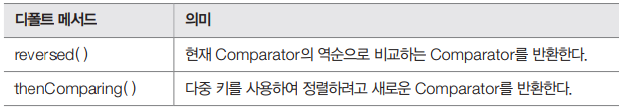 디폴트 메서드 의미
reversed( ) 현재 Comparator의 역순으로 비교하는 Comparator를 반환한다.
thenComparing( ) 다중 키를 사용하여 정렬하려고 새로운 Comparator를 반환한다.